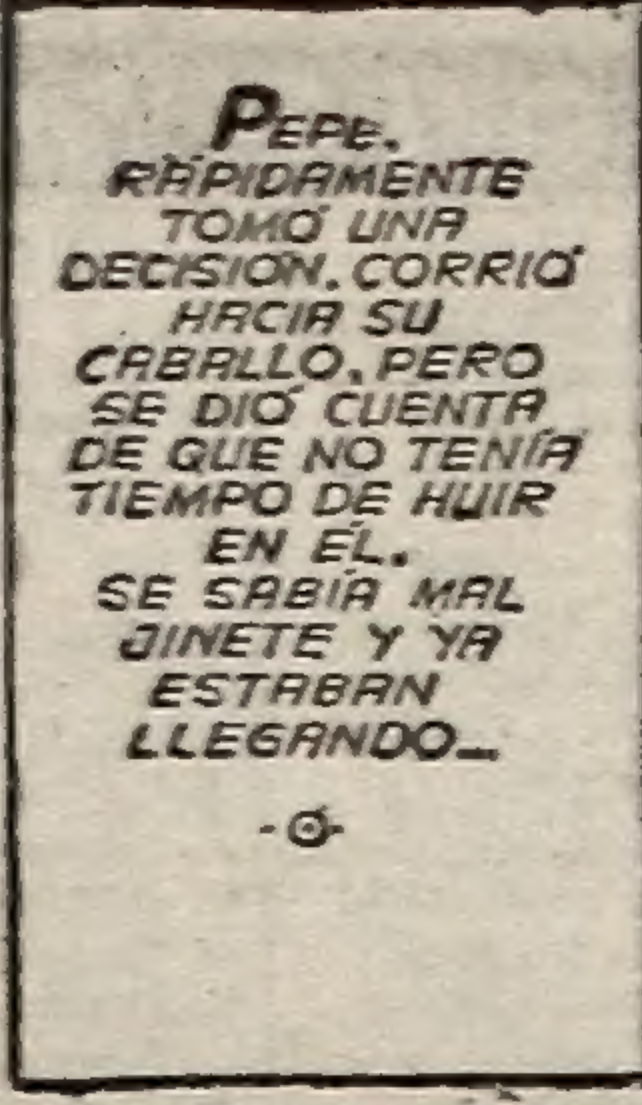 PEPE.
RÁPIDAMENTE
TOMÓ UNA
DECISIÓN. CORRIÓ
HACIA SU
CABALLO, PERO
SE DIÓ CUENTA
DE QUE NO TENÍA
TIEMPO DE HUIR
EN ÉL.
SE SABÍA MAL
JINETE Y YA
ESTABAN
LLEGANDO...